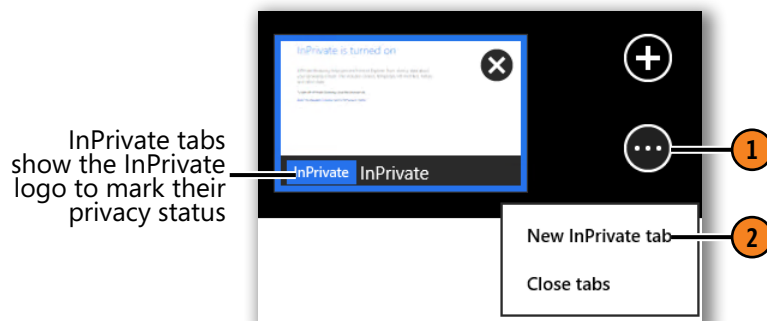 InPrivate is turned on
InPrivate tabs
show the InPrivate
logo to mark their
privacy status
InPrivate InPrivate
1
New InPrivate tab
2
Close tabs